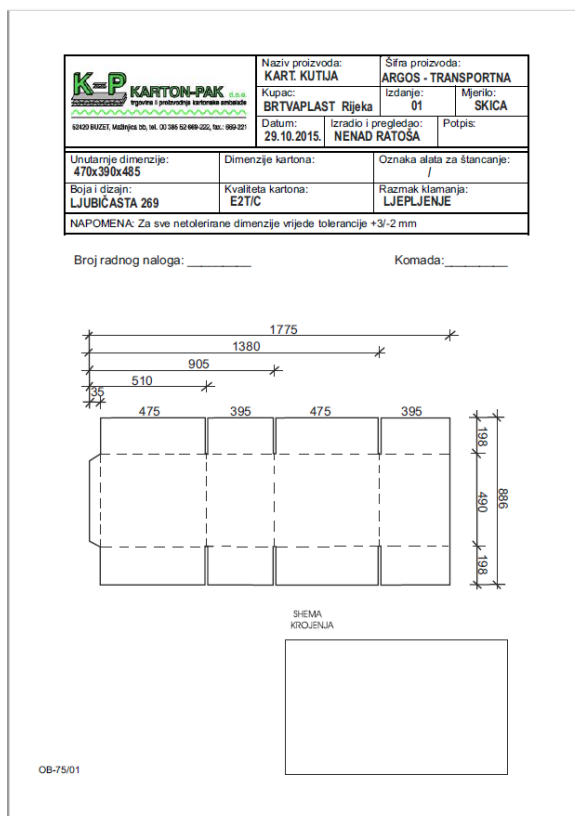 K-P KARTON-PAK d.o.o.
trgovina i proizvodnja kartonske ambalaže
52420 BUZET, Mažinjica bb, tel. 00 385 52 669-222, fax.: 669-221
Naziv proizvoda:
KART. KUTIJA
Šifra proizvoda:
ARGOS - TRANSPORTNA
Kupac:
BRTVAPLAST Rijeka
Izdanje:
01
Mjerilo:
SKICA
Datum:
29.10.2015.
Izradio i pregledao:
NENAD RATOŠA
Potpis:
Unutarnje dimenzije:
470x390x485
Dimenzije kartona:
Oznaka alata za štancanje:
/
Boja i dizajn:
LJUBIČASTA 269
Kvaliteta kartona:
E2T/C
Razmak klamanja:
LJEPLJENJE
NAPOMENA: Za sve netolerirane dimenzije vrijede tolerancije +3/-2 mm
Broj radnog naloga: _________
Komada:_________
1775
1380
905
510
35
475 395 475 395
198
490
198
886
SHEMA
KROJENJA
OB-75/01